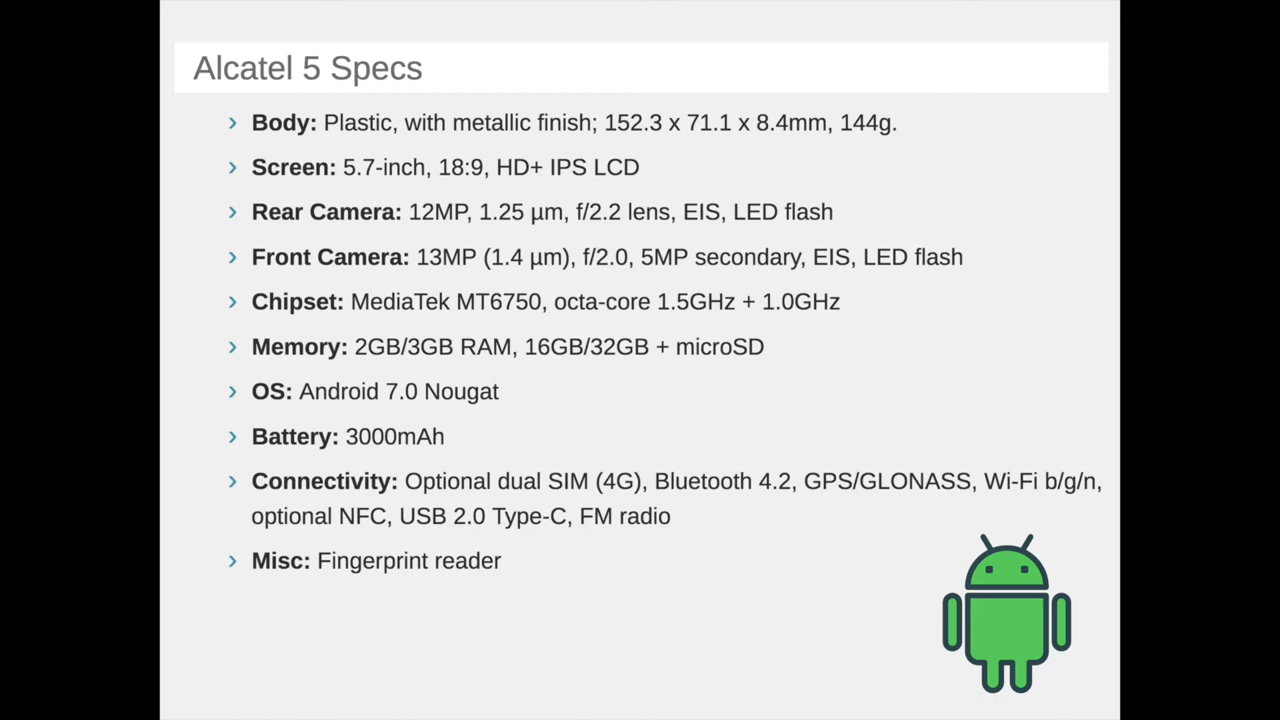 Alcatel 5 Specs
› Body: Plastic, with metallic finish; 152.3 x 71.1 x 8.4mm, 144g.
› Screen: 5.7-inch, 18:9, HD+ IPS LCD
› Rear Camera: 12MP, 1.25 µm, f/2.2 lens, EIS, LED flash
› Front Camera: 13MP (1.4 µm), f/2.0, 5MP secondary, EIS, LED flash
› Chipset: MediaTek MT6750, octa-core 1.5GHz + 1.0GHz
› Memory: 2GB/3GB RAM, 16GB/32GB + microSD
› OS: Android 7.0 Nougat
› Battery: 3000mAh
› Connectivity: Optional dual SIM (4G), Bluetooth 4.2, GPS/GLONASS, Wi-Fi b/g/n,
optional NFC, USB 2.0 Type-C, FM radio
› Misc: Fingerprint reader